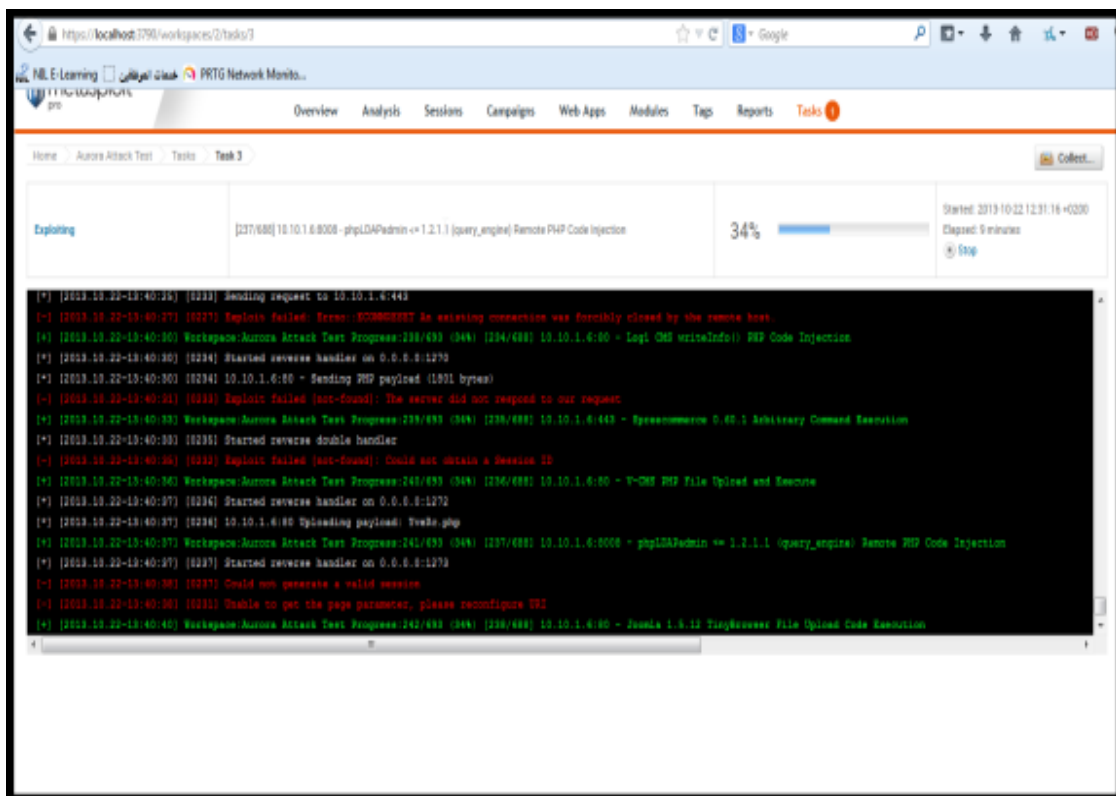 https://localhost:3790/workspaces/2/tasks/3
Google
NIL E-Learning
خدمات المرفقين
PRTG Network Monito...
metasploit
pro
Overview Analysis Sessions Campaigns Web Apps Modules Tags Reports Tasks 1
Home Aurora Attack Test Tasks Task 3
Collect...
Exploiting
[237/688] 10.10.1.6:8008 - phpLDAPadmin <= 1.2.1.1 (query_engine) Remote PHP Code Injection
34%
Started: 2013-10-22 12:31:16 +0200
Elapsed: 9 minutes
Stop
[*] [2013.10.22-13:40:25] [0233] Sending request to 10.10.1.6:443
[-] [2013.10.22-13:40:27] [0227] Exploit failed: Errno::ECONNRESET An existing connection was forcibly closed by the remote host.
[+] [2013.10.22-13:40:30] Workspace:Aurora Attack Test Progress:238/693 (34%) [234/688] 10.10.1.6:80 - Log1 CMS writeInfo() PHP Code Injection
[*] [2013.10.22-13:40:30] [0234] Started reverse handler on 0.0.0.0:1270
[*] [2013.10.22-13:40:30] [0234] 10.10.1.6:80 - Sending PHP payload (1801 bytes)
[-] [2013.10.22-13:40:31] [0233] Exploit failed [not-found]: The server did not respond to our request
[+] [2013.10.22-13:40:33] Workspace:Aurora Attack Test Progress:239/693 (34%) [235/688] 10.10.1.6:443 - Spreecommerce 0.60.1 Arbitrary Command Execution
[*] [2013.10.22-13:40:33] [0235] Started reverse double handler
[-] [2013.10.22-13:40:35] [0232] Exploit failed [not-found]: Could not obtain a Session ID
[+] [2013.10.22-13:40:36] Workspace:Aurora Attack Test Progress:240/693 (34%) [236/688] 10.10.1.6:80 - V-CMS PHP File Upload and Execute
[*] [2013.10.22-13:40:37] [0236] Started reverse handler on 0.0.0.0:1272
[*] [2013.10.22-13:40:37] [0236] 10.10.1.6:80 Uploading payload:
[+] [2013.10.22-13:40:37] Workspace:Aurora Attack Test Progress:241/693 (34%) [237/688] 10.10.1.6:8008 - phpLDAPadmin <= 1.2.1.1 (query_engine) Remote PHP Code Injection
[*] [2013.10.22-13:40:37] [0237] Started reverse handler on 0.0.0.0:1273
[-] [2013.10.22-13:40:38] [0237] Could not generate a valid session
[-] [2013.10.22-13:40:38] [0231] Unable to get the page parameter, please reconfigure URI
[+] [2013.10.22-13:40:40] Workspace:Aurora Attack Test Progress:242/693 (34%) [238/688] 10.10.1.6:80 - Joomla 1.5.12 TinyBrowser File Upload Code Execution